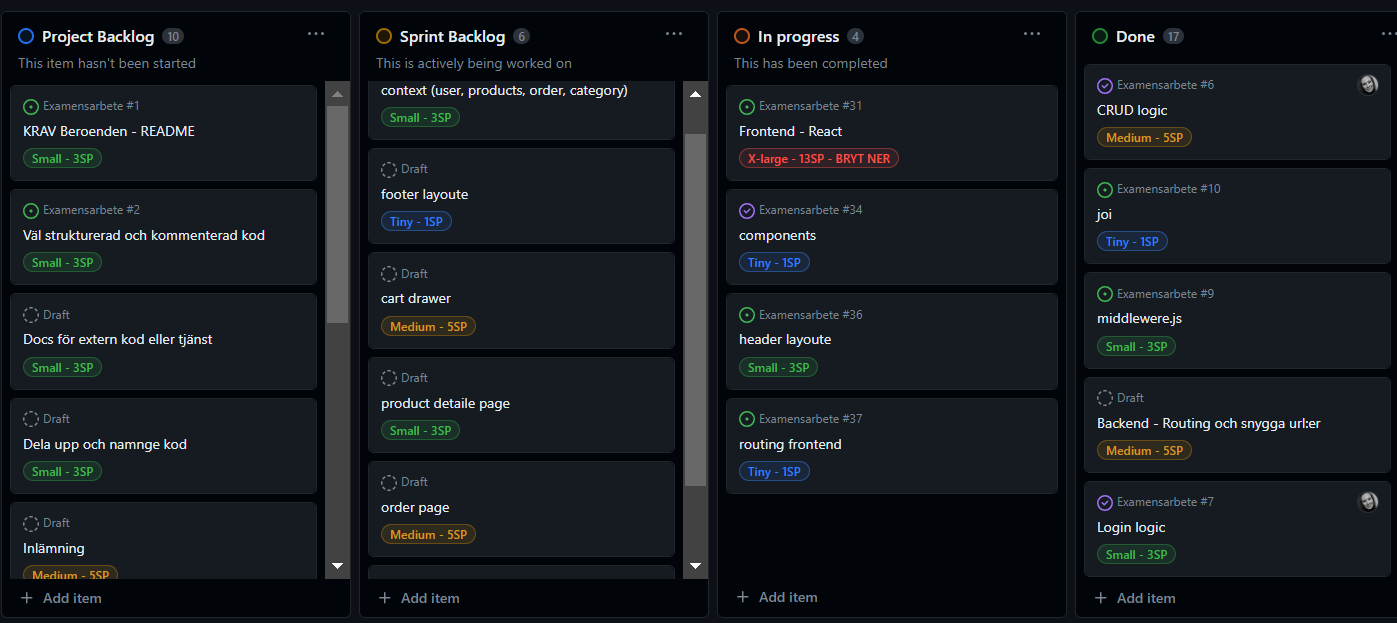 Project Backlog 10
This item hasn't been started
Examensarbete #1
KRAV Beroenden - README
Small - 3SP
Examensarbete #2
Väl strukturerad och kommenterad kod
Small - 3SP
Draft
Docs för extern kod eller tjänst
Small - 3SP
Draft
Dela upp och namnge kod
Small - 3SP
Draft
Inlämning
Medium - 5SP
+ Add item
Sprint Backlog 6
This is actively being worked on
context (user, products, order, category)
Small - 3SP
Draft
footer layoute
Tiny - 1SP
Draft
cart drawer
Medium - 5SP
Draft
product detaile page
Small - 3SP
Draft
order page
Medium - 5SP
+ Add item
In progress 4
This has been completed
Examensarbete #31
Frontend - React
X-large - 13SP - BRYT NER
Examensarbete #34
components
Tiny - 1SP
Examensarbete #36
header layoute
Small - 3SP
Examensarbete #37
routing frontend
Tiny - 1SP
+ Add item
Done 17
Examensarbete #6
CRUD logic
Medium - 5SP
Examensarbete #10
joi
Tiny - 1SP
Examensarbete #9
middlewere.js
Small - 3SP
Draft
Backend - Routing och snygga url:er
Medium - 5SP
Examensarbete #7
Login logic
Small - 3SP
+ Add item